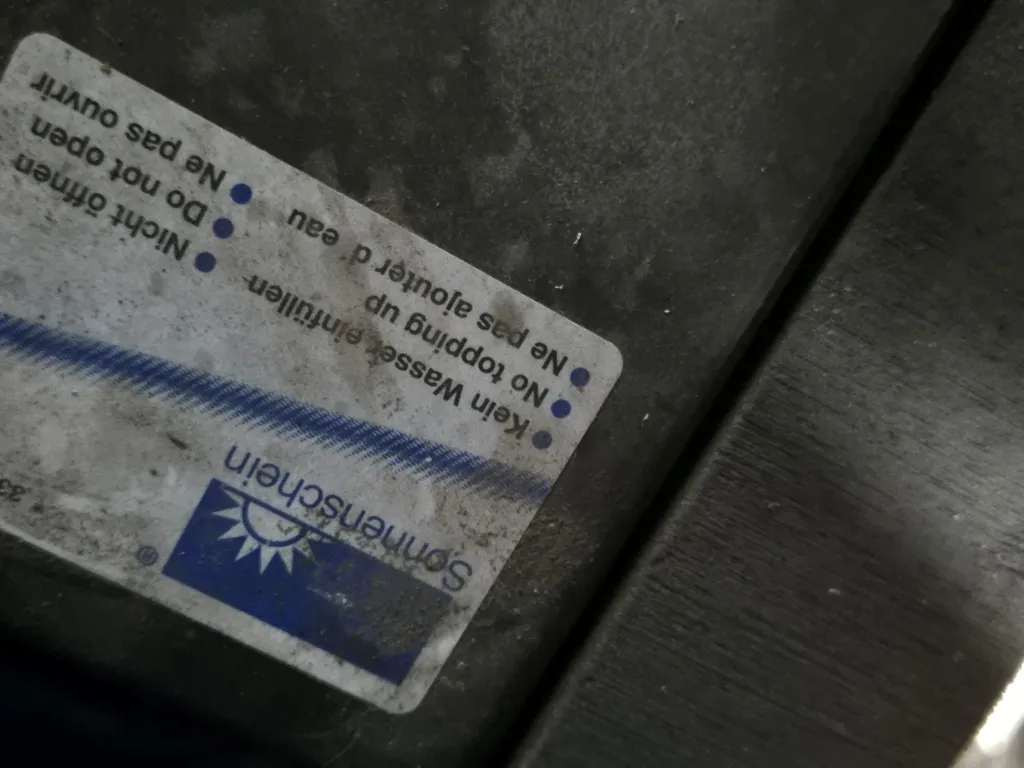 ®
Sonnenschein
● Kein Wasser einfüllen
● No topping up
● Ne pas ajouter d´eau
● Nicht öffnen
● Do not open
● Ne pas ouvrir